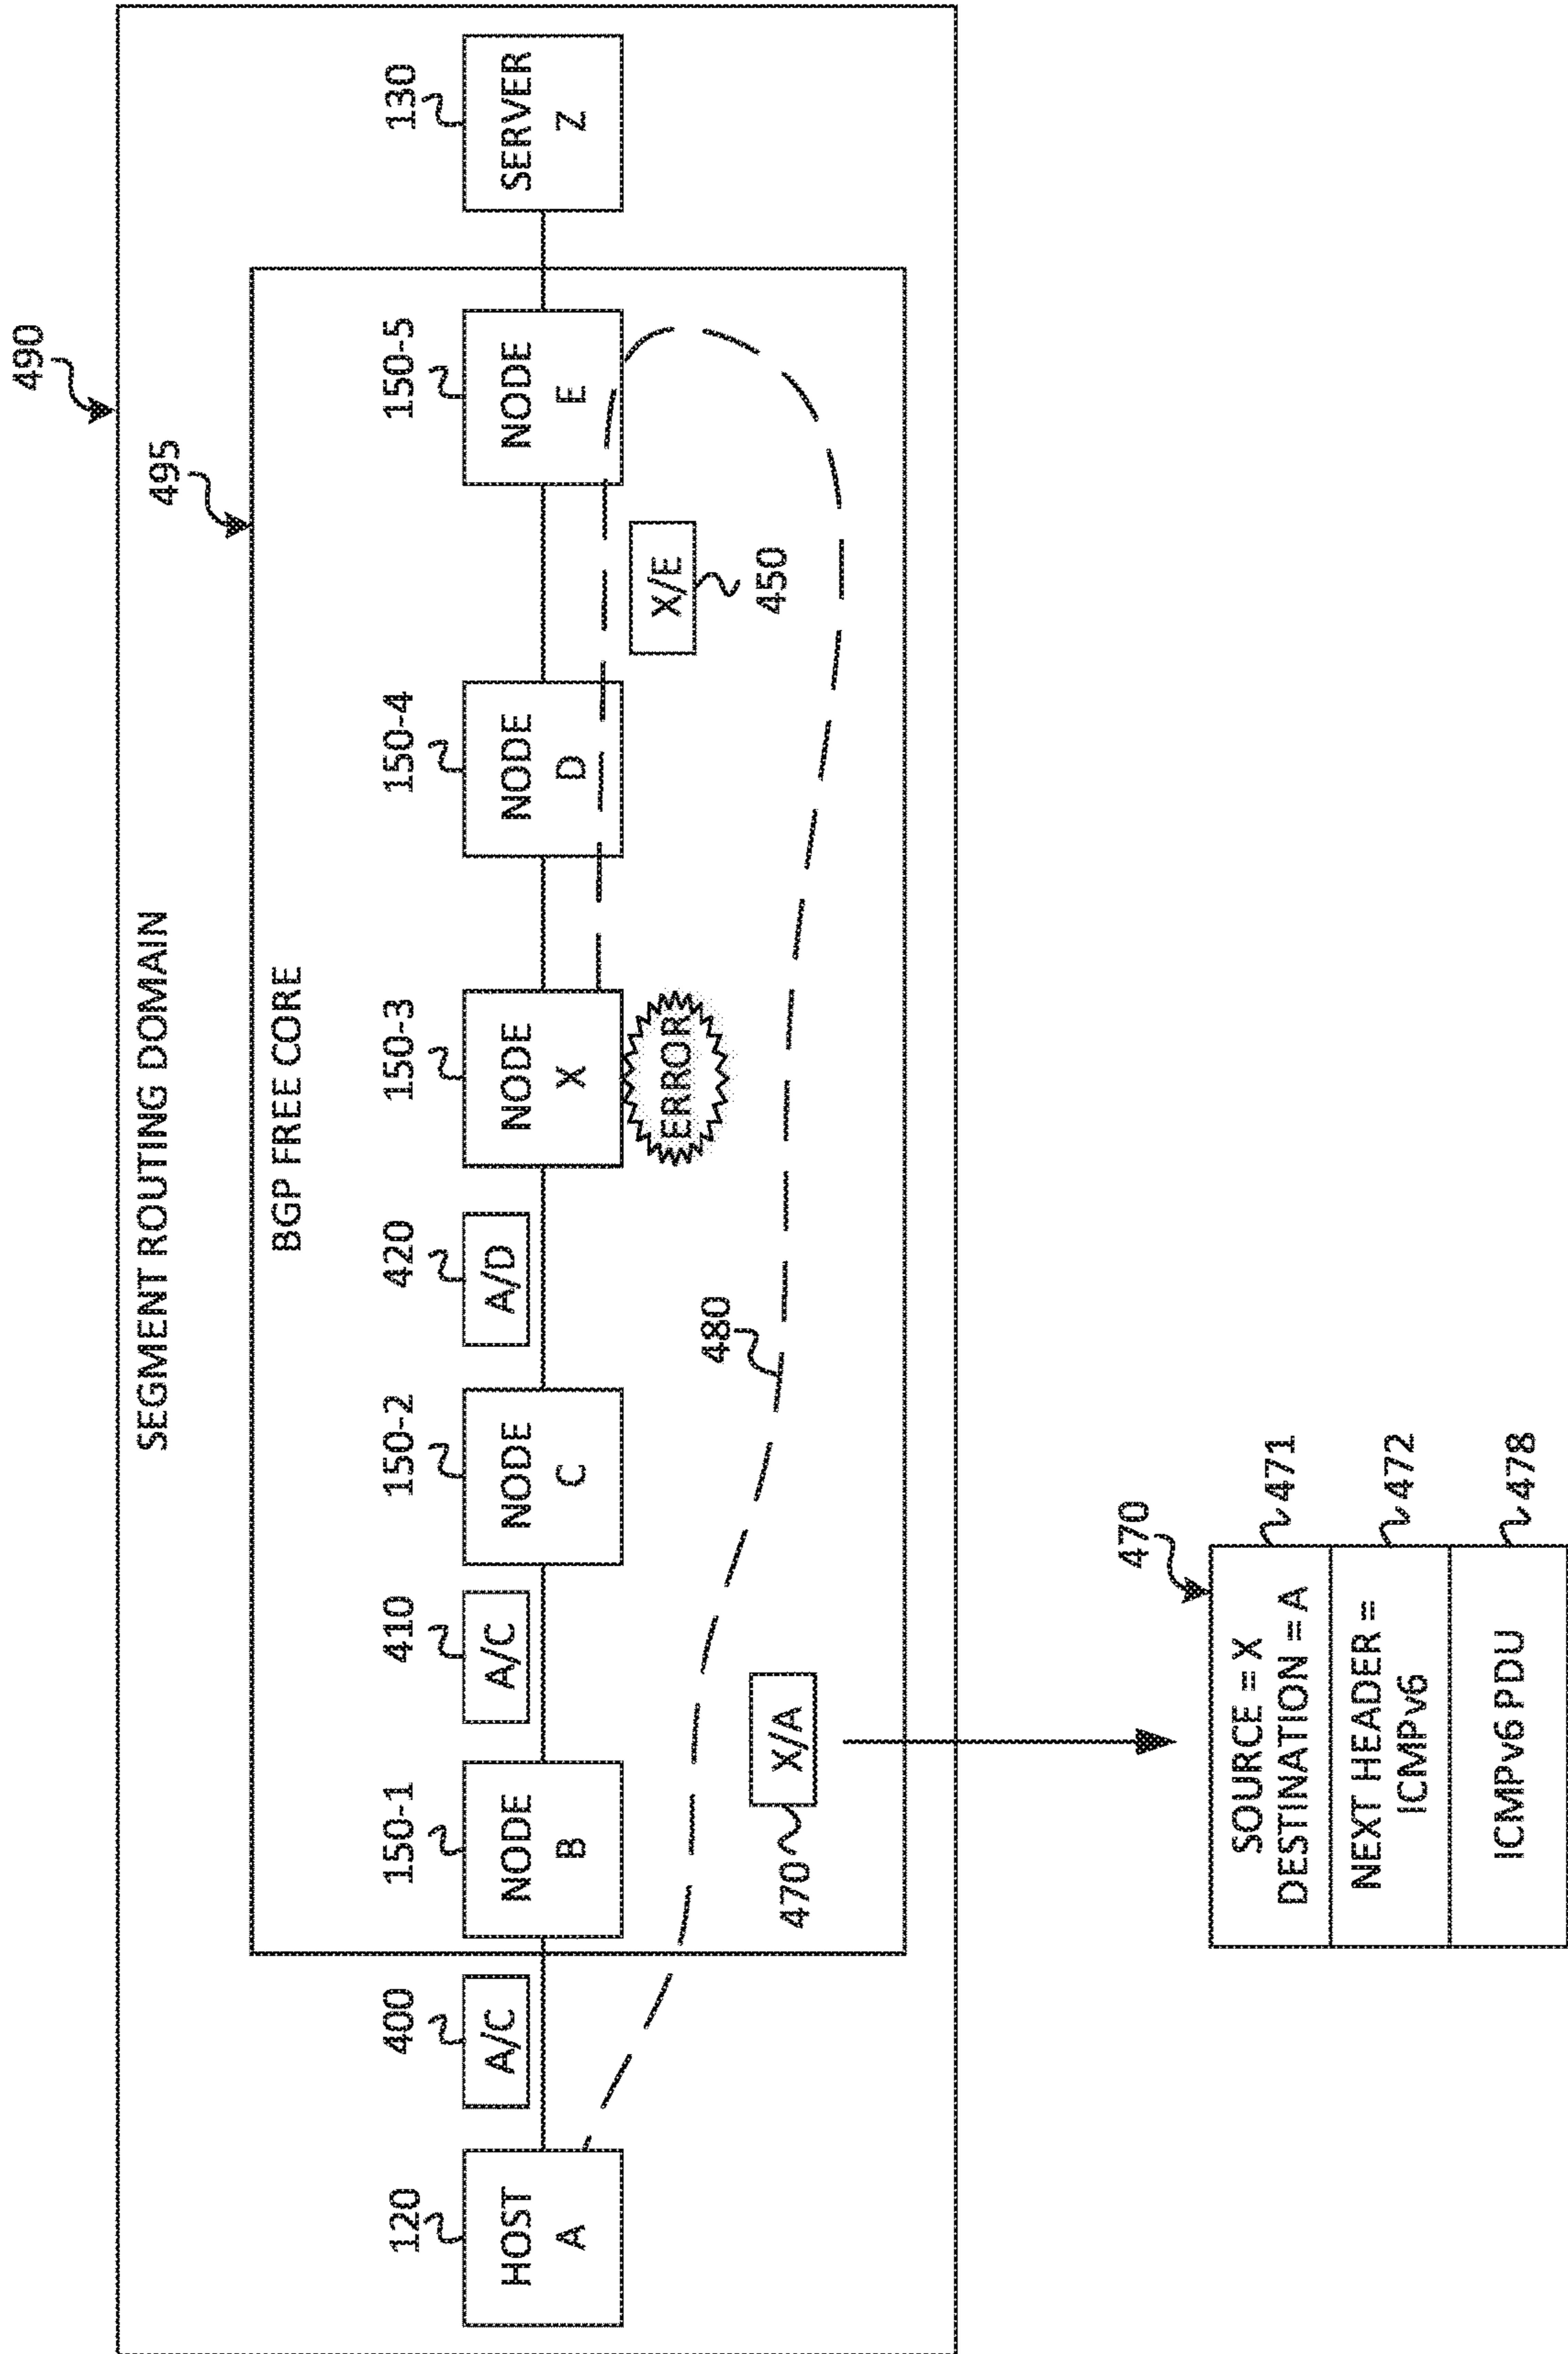 490
495
SEGMENT ROUTING DOMAIN
BGP FREE CORE
120
400
150-1
410
150-2
420
150-3
150-4
150-5
130
HOST
A
A/C
NODE
B
A/C
NODE
C
A/D
NODE
X
NODE
D
NODE
E
SERVER
Z
ERROR
X/E
450
480
470
X/A
470
SOURCE = X
DESTINATION = A
471
NEXT HEADER =
ICMPv6
472
ICMPv6 PDU
478